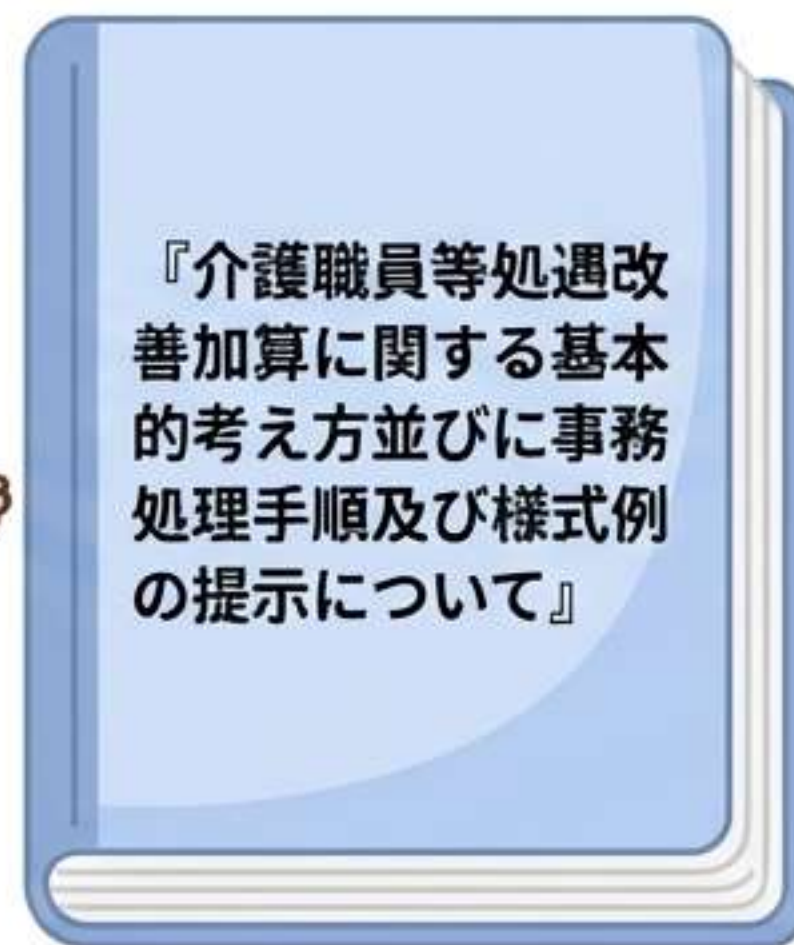 『介護職員等処遇改
善加算に関する基本
的考え方並びに事務
処理手順及び様式例
の提示について』